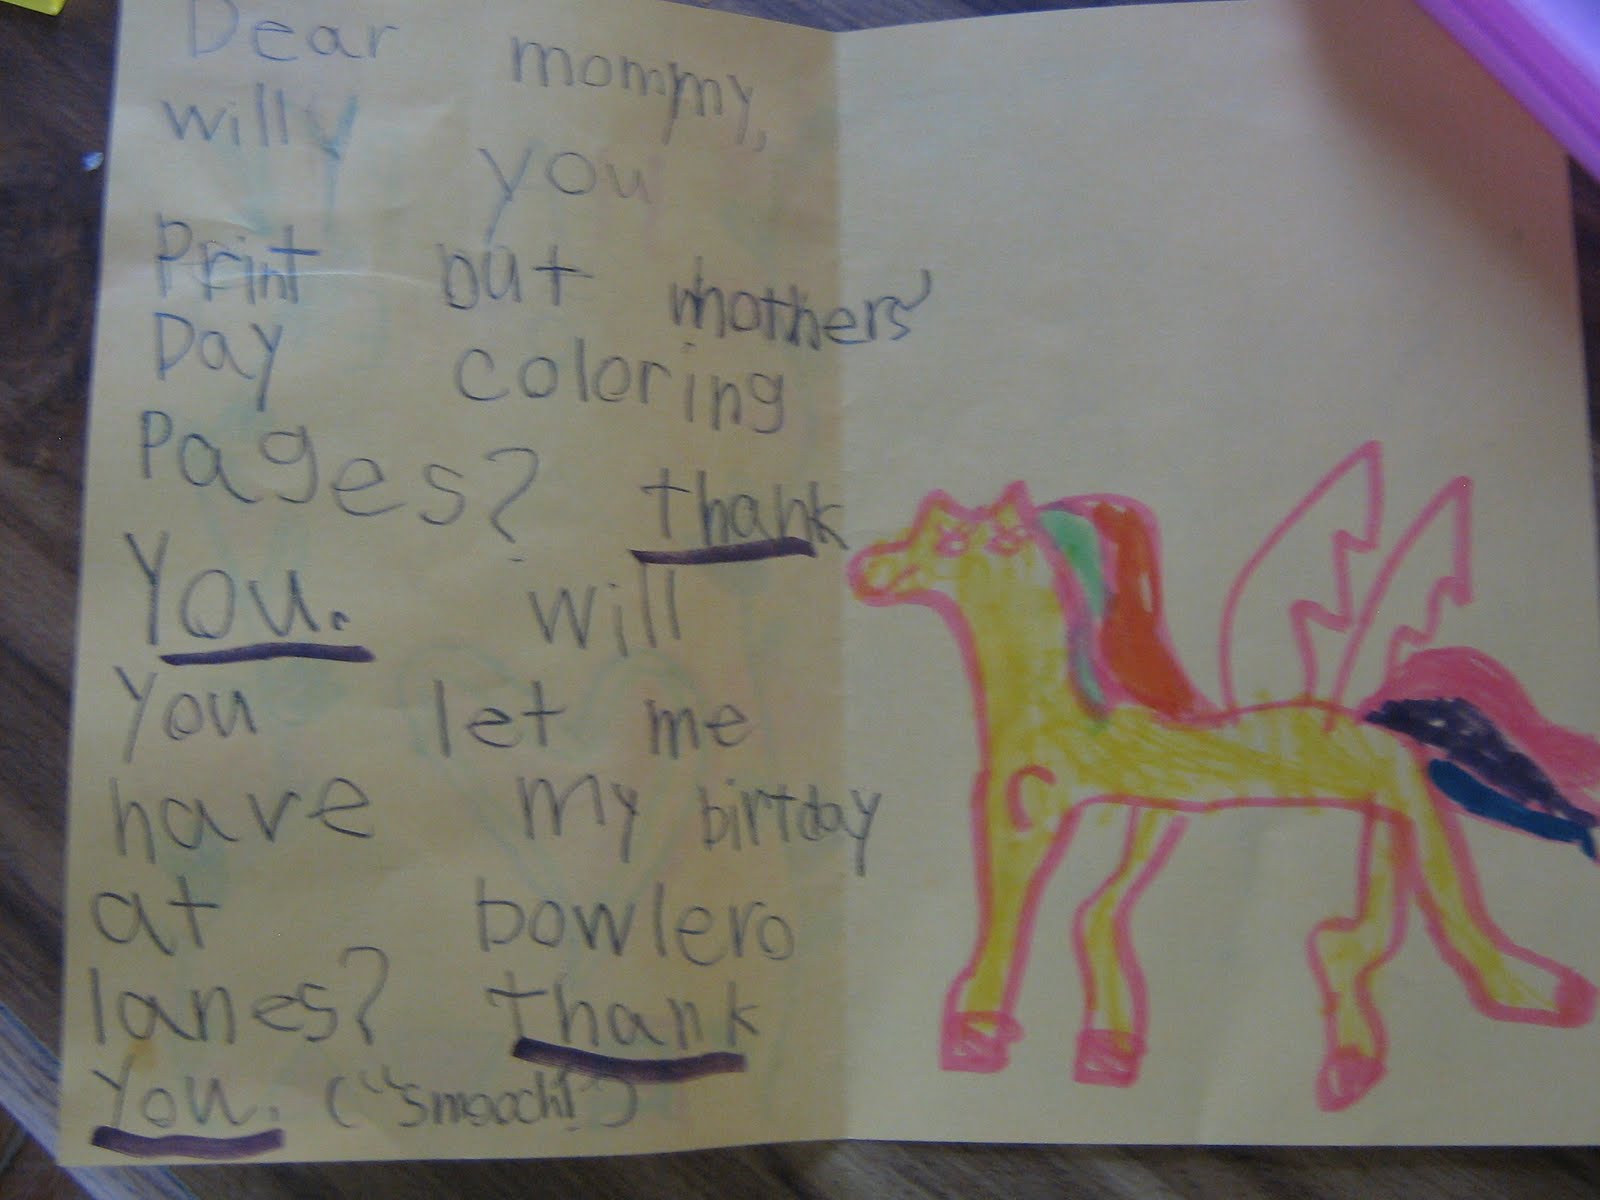 Dear mommy,
willy you
Print out mothers'
Day coloring
Pages? thank
You. will
you let me
have my birtday
at bowlero
lanes? thank
you. ("Smooch!")